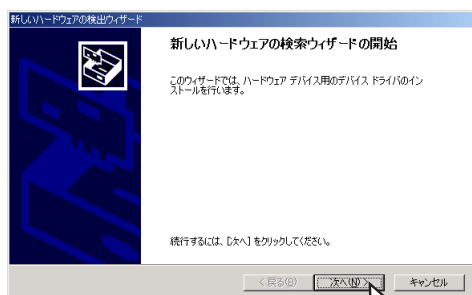 新しいハードウェアの検出ウィザード
新しいハードウェアの検索ウィザードの開始
このウィザードでは、ハードウェア デバイス用のデバイス ドライバのイン
ストールを行います。
続行するには、[次へ] をクリックしてください。
< 戻る(B)
次へ(N) >
キャンセル